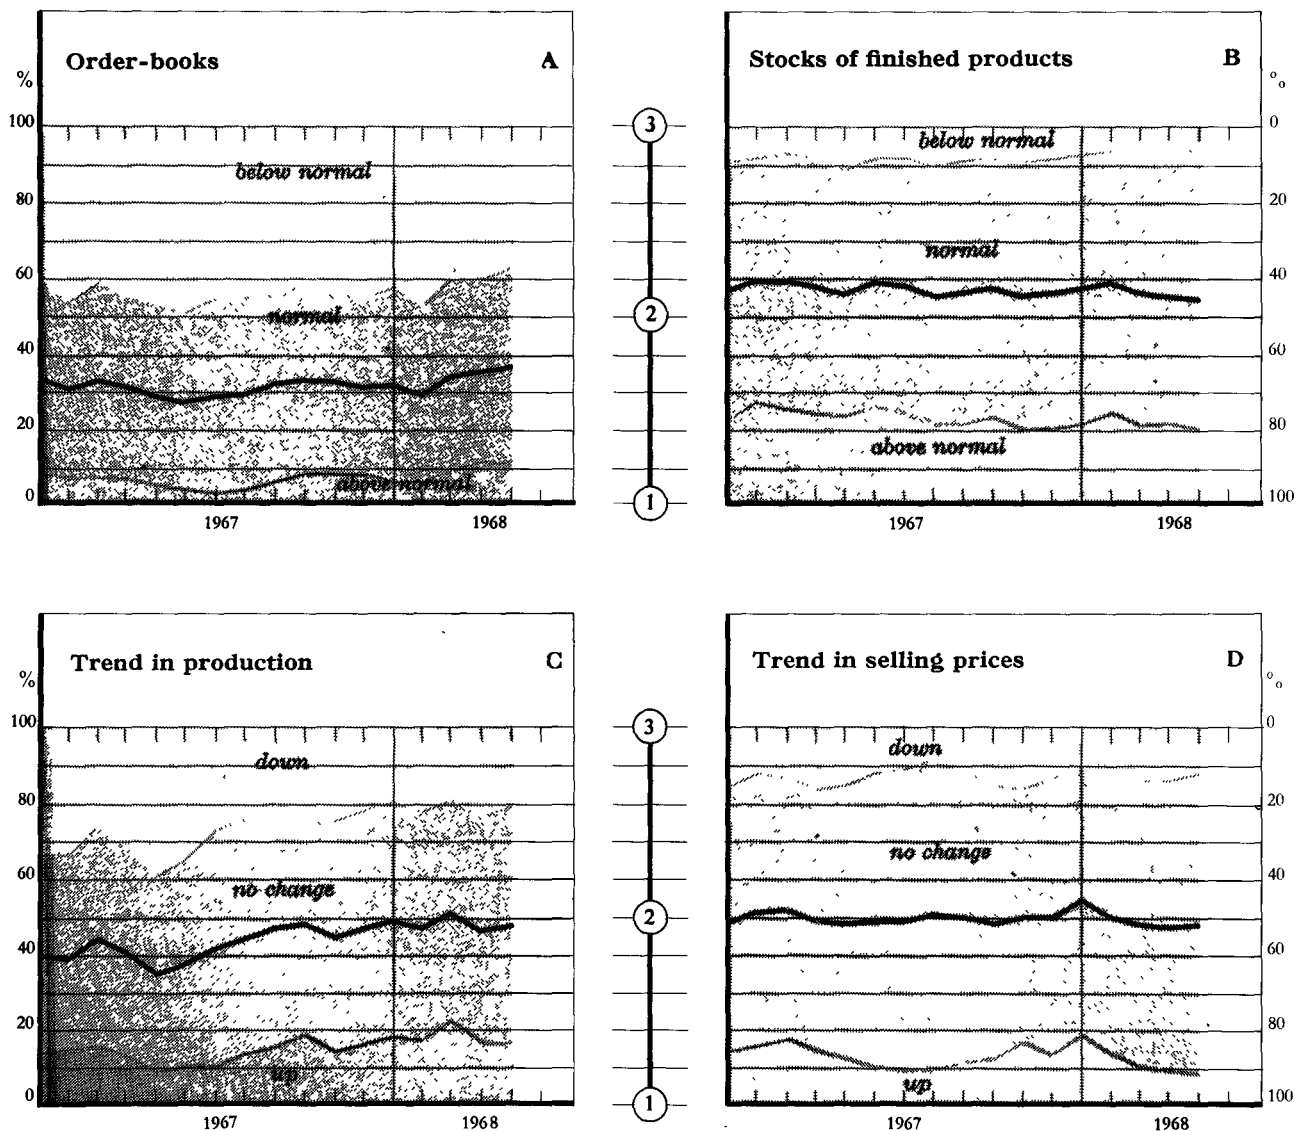 Order-books A
%
100
80
60
40
20
0
below normal
normal
above normal
1967 1968
3
2
1
Stocks of finished products B
%
0
20
40
60
80
100
below normal
normal
above normal
1967 1968
Trend in production C
%
100
80
60
40
20
0
down
no change
up
1967 1968
3
2
1
Trend in selling prices D
%
0
20
40
60
80
100
down
no change
up
1967 1968